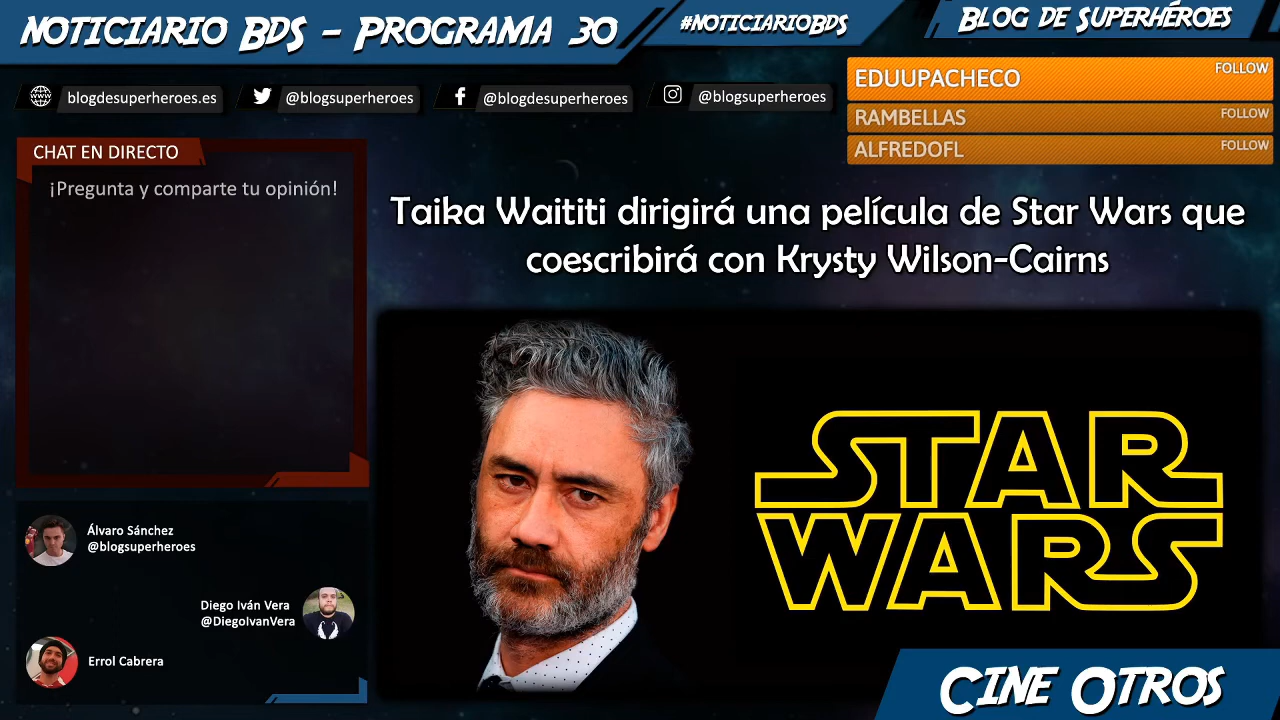 NOTICIARIO BDS - PROGRAMA 30
#NOTICIARIOBDS
BLOG DE SUPERHÉROES
WWW
blogdesuperheroes.es
@blogsuperheroes
@blogdesuperheroes
@blogsuperheroes
EDUUPACHECO
FOLLOW
RAMBELLAS
FOLLOW
ALFREDOFL
FOLLOW
CHAT EN DIRECTO
¡Pregunta y comparte tu opinión!
Taika Waititi dirigirá una película de Star Wars que
coescribirá con Krysty Wilson-Cairns
STAR
WARS
Álvaro Sánchez
@blogsuperheroes
Diego Iván Vera
@DiegoIvanVera
Errol Cabrera
CINE OTROS